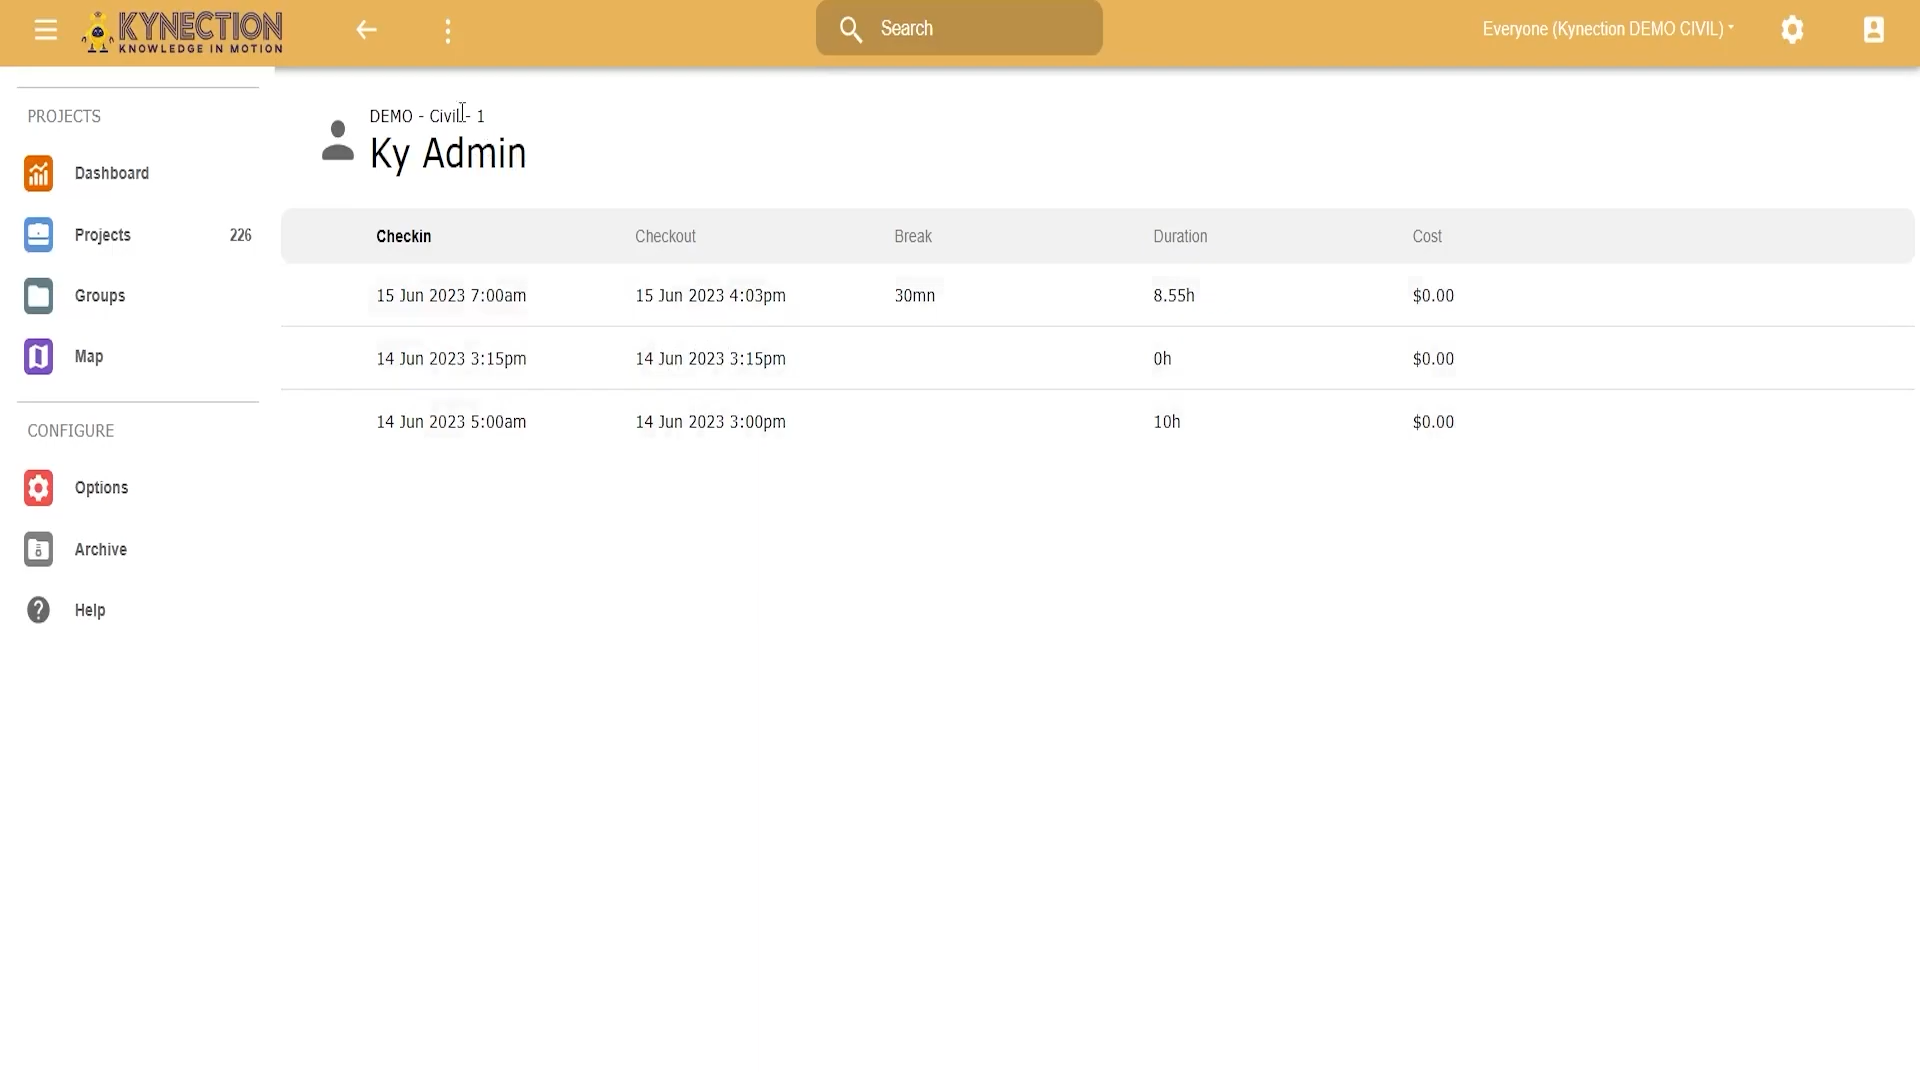 KYNECTION
KNOWLEDGE IN MOTION
Search
Everyone (Kynection DEMO CIVIL)
PROJECTS
Dashboard
Projects 226
Groups
Map
CONFIGURE
Options
Archive
Help
DEMO - Civil - 1
Ky Admin
Checkin Checkout Break Duration Cost
15 Jun 2023 7:00am 15 Jun 2023 4:03pm 30mn 8.55h $0.00
14 Jun 2023 3:15pm 14 Jun 2023 3:15pm 0h $0.00
14 Jun 2023 5:00am 14 Jun 2023 3:00pm 10h $0.00